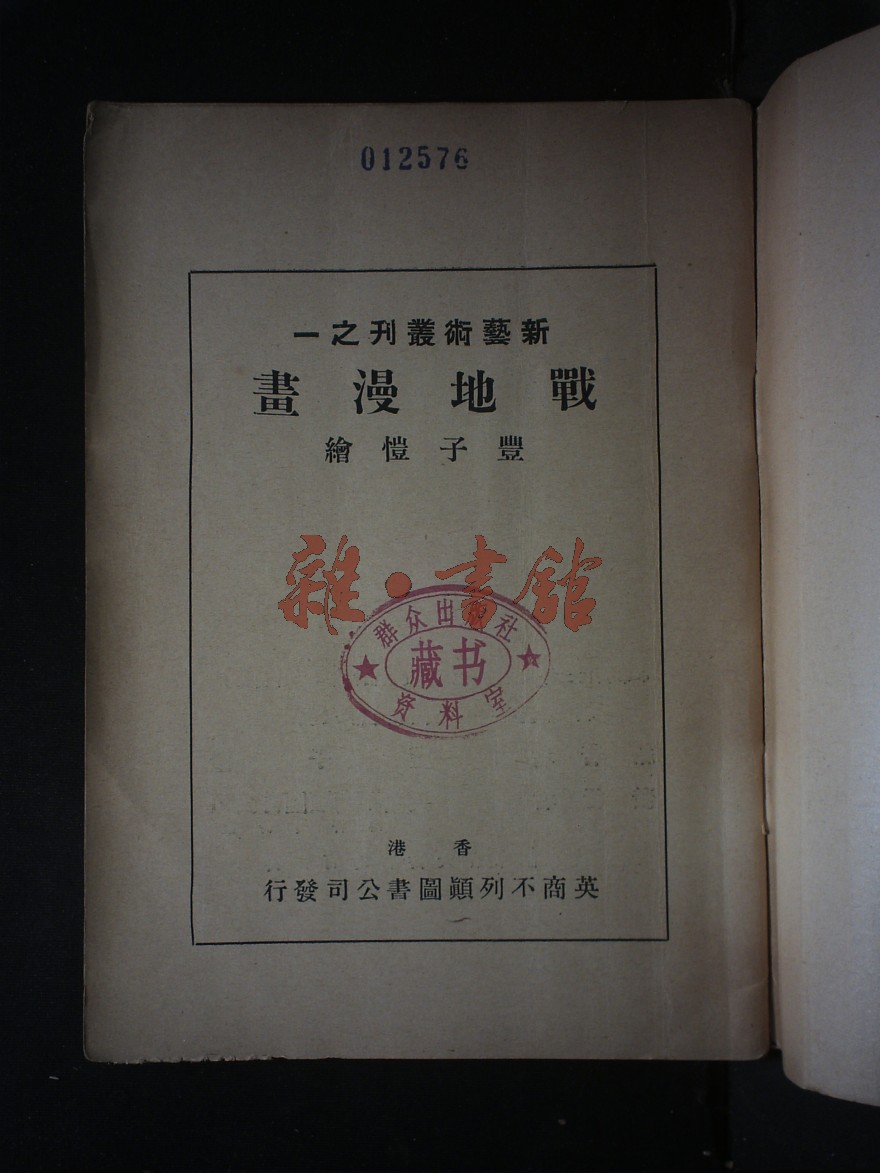 012576
新藝術叢刊之一
戰地漫畫
豐子愷繪
雜·書館
群众出版社
藏书
资料室
香港
英商不列顛圖書公司發行